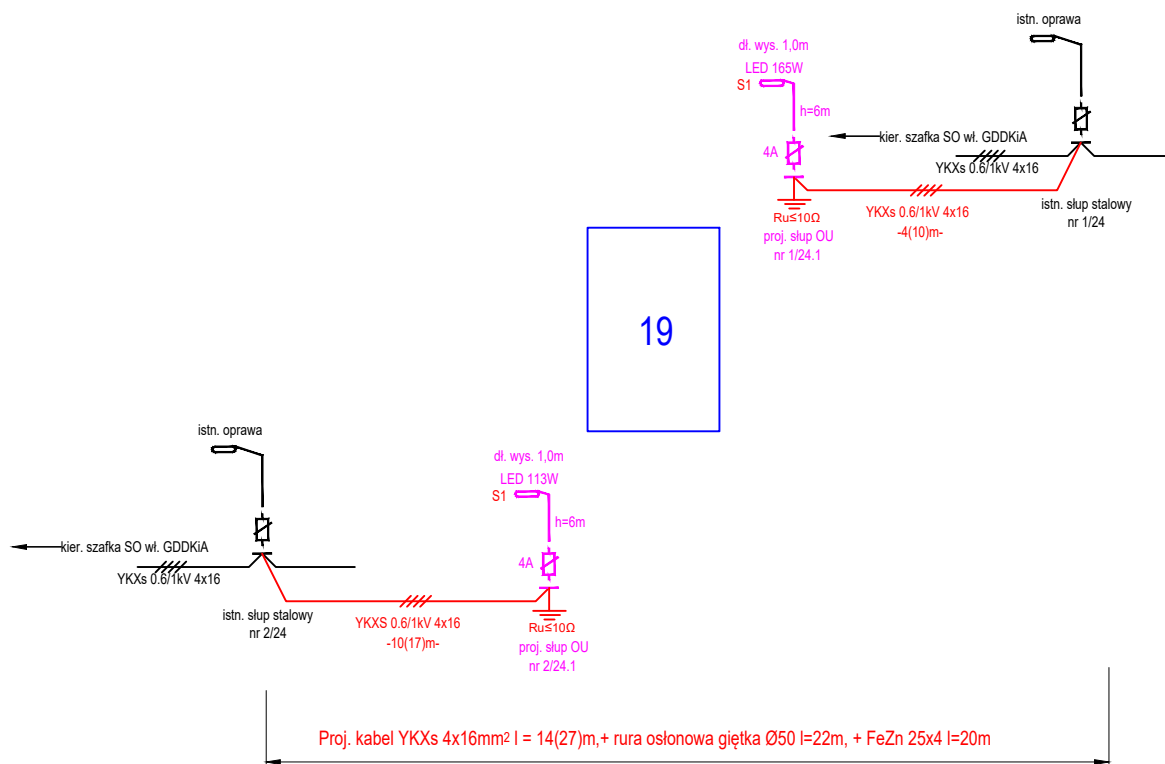 istn. oprawa
dł. wys. 1,0m
LED 165W
S1
h=6m
4A
kier. szafka SO wł. GDDKiA
YKXs 0.6/1kV 4x16
Ru≤10Ω
proj. słup OU
nr 1/24.1
YKXs 0.6/1kV 4x16
-4(10)m-
istn. słup stalowy
nr 1/24
19
istn. oprawa
dł. wys. 1,0m
LED 113W
S1
h=6m
4A
kier. szafka SO wł. GDDKiA
YKXs 0.6/1kV 4x16
istn. słup stalowy
nr 2/24
YKXS 0.6/1kV 4x16
-10(17)m-
Ru≤10Ω
proj. słup OU
nr 2/24.1
Proj. kabel YKXs 4x16mm² l = 14(27)m,+ rura osłonowa giętka Ø50 l=22m, + FeZn 25x4 l=20m